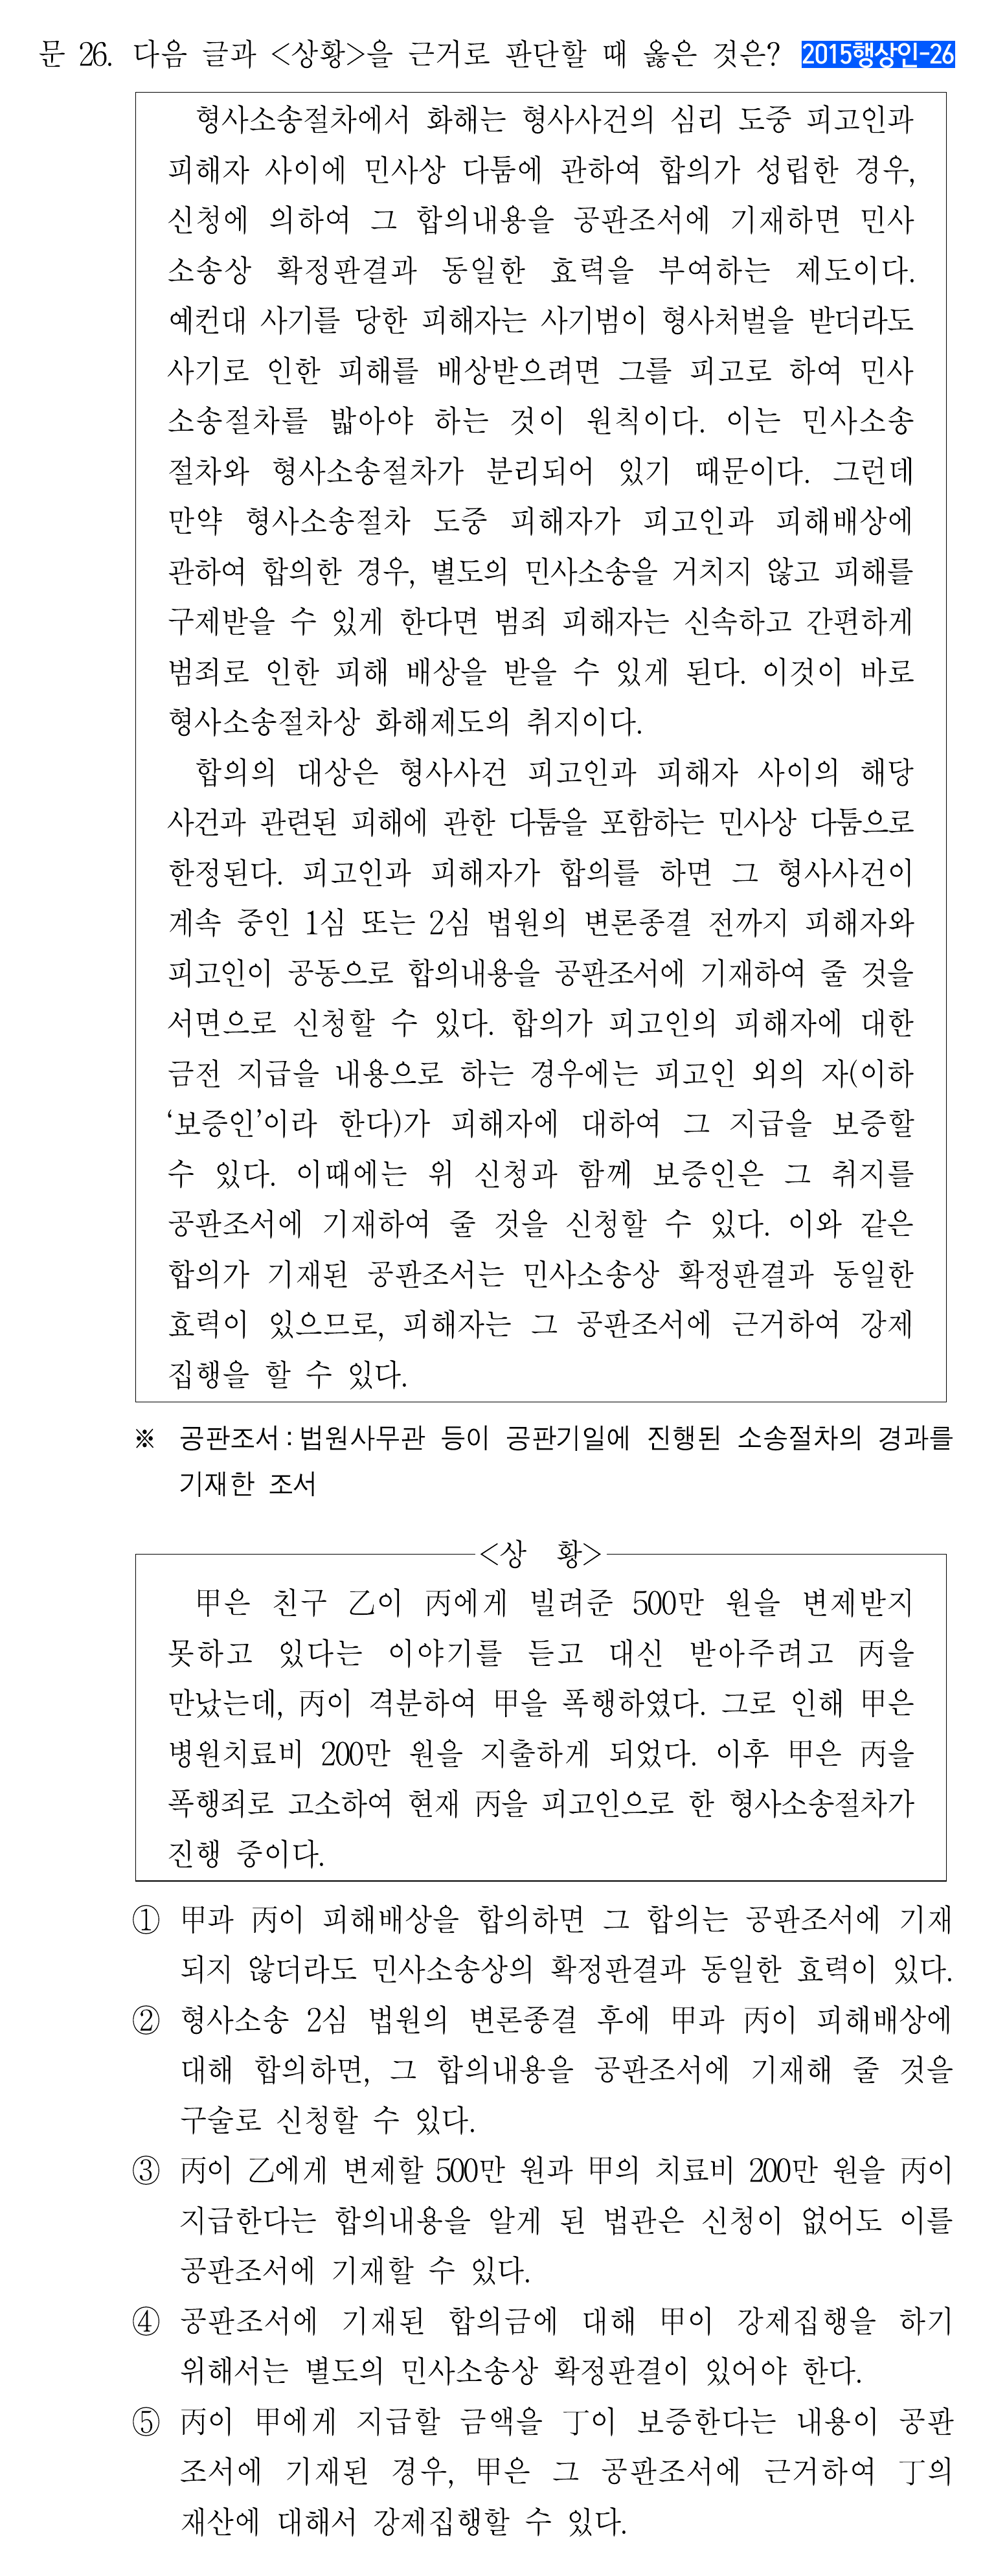 문 26. 다음 글과 <상황>을 근거로 판단할 때 옳은 것은? 2015행상인-26
형사소송절차에서 화해는 형사사건의 심리 도중 피고인과
피해자 사이에 민사상 다툼에 관하여 합의가 성립한 경우,
신청에 의하여 그 합의내용을 공판조서에 기재하면 민사
소송상 확정판결과 동일한 효력을 부여하는 제도이다.
예컨대 사기를 당한 피해자는 사기범이 형사처벌을 받더라도
사기로 인한 피해를 배상받으려면 그를 피고로 하여 민사
소송절차를 밟아야 하는 것이 원칙이다. 이는 민사소송
절차와 형사소송절차가 분리되어 있기 때문이다. 그런데
만약 형사소송절차 도중 피해자가 피고인과 피해배상에
관하여 합의한 경우, 별도의 민사소송을 거치지 않고 피해를
구제받을 수 있게 한다면 범죄 피해자는 신속하고 간편하게
범죄로 인한 피해 배상을 받을 수 있게 된다. 이것이 바로
형사소송절차상 화해제도의 취지이다.
합의의 대상은 형사사건 피고인과 피해자 사이의 해당
사건과 관련된 피해에 관한 다툼을 포함하는 민사상 다툼으로
한정된다. 피고인과 피해자가 합의를 하면 그 형사사건이
계속 중인 1심 또는 2심 법원의 변론종결 전까지 피해자와
피고인이 공동으로 합의내용을 공판조서에 기재하여 줄 것을
서면으로 신청할 수 있다. 합의가 피고인의 피해자에 대한
금전 지급을 내용으로 하는 경우에는 피고인 외의 자(이하
‘보증인’이라 한다)가 피해자에 대하여 그 지급을 보증할
수 있다. 이때에는 위 신청과 함께 보증인은 그 취지를
공판조서에 기재하여 줄 것을 신청할 수 있다. 이와 같은
합의가 기재된 공판조서는 민사소송상 확정판결과 동일한
효력이 있으므로, 피해자는 그 공판조서에 근거하여 강제
집행을 할 수 있다.
※ 공판조서 : 법원사무관 등이 공판기일에 진행된 소송절차의 경과를
기재한 조서
<상 황>
甲은 친구 乙이 丙에게 빌려준 500만 원을 변제받지
못하고 있다는 이야기를 듣고 대신 받아주려고 丙을
만났는데, 丙이 격분하여 甲을 폭행하였다. 그로 인해 甲은
병원치료비 200만 원을 지출하게 되었다. 이후 甲은 丙을
폭행죄로 고소하여 현재 丙을 피고인으로 한 형사소송절차가
진행 중이다.
① 甲과 丙이 피해배상을 합의하면 그 합의는 공판조서에 기재
되지 않더라도 민사소송상의 확정판결과 동일한 효력이 있다.
② 형사소송 2심 법원의 변론종결 후에 甲과 丙이 피해배상에
대해 합의하면, 그 합의내용을 공판조서에 기재해 줄 것을
구술로 신청할 수 있다.
③ 丙이 乙에게 변제할 500만 원과 甲의 치료비 200만 원을 丙이
지급한다는 합의내용을 알게 된 법관은 신청이 없어도 이를
공판조서에 기재할 수 있다.
④ 공판조서에 기재된 합의금에 대해 甲이 강제집행을 하기
위해서는 별도의 민사소송상 확정판결이 있어야 한다.
⑤ 丙이 甲에게 지급할 금액을 丁이 보증한다는 내용이 공판
조서에 기재된 경우, 甲은 그 공판조서에 근거하여 丁의
재산에 대해서 강제집행할 수 있다.